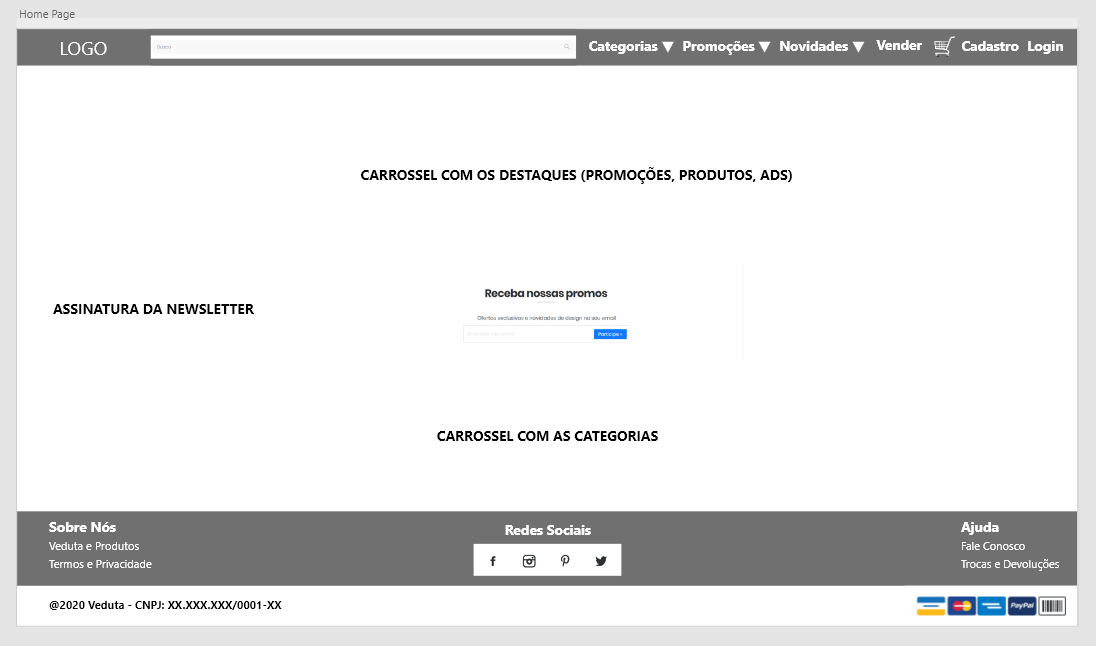 Home Page
LOGO
Busca
Categorias ▼ Promoções ▼ Novidades ▼ Vender Cadastro Login
CARROSSEL COM OS DESTAQUES (PROMOÇÕES, PRODUTOS, ADS)
ASSINATURA DA NEWSLETTER
Receba nossas promos
Ofertas exclusivas e novidades de design no seu email
Participe >
CARROSSEL COM AS CATEGORIAS
Sobre Nós
Veduta e Produtos
Termos e Privacidade
Redes Sociais
Ajuda
Fale Conosco
Trocas e Devoluções
@2020 Veduta - CNPJ: XX.XXX.XXX/0001-XX
PayPal